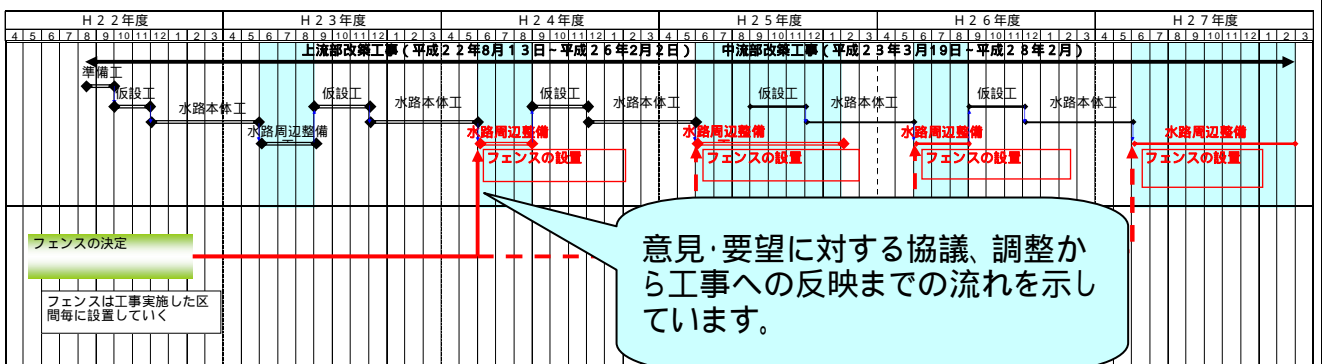 H22年度 H23年度 H24年度 H25年度 H26年度 H27年度
4 5 6 7 8 9 10 11 12 1 2 3 4 5 6 7 8 9 10 11 12 1 2 3 4 5 6 7 8 9 10 11 12 1 2 3 4 5 6 7 8 9 10 11 12 1 2 3 4 5 6 7 8 9 10 11 12 1 2 3 4 5 6 7 8 9 10 11 12 1 2 3
上流部改築工事(平成22年8月13日~平成26年2月2日) 中流部改築工事(平成23年3月19日~平成28年2月)
準備工
仮設工 仮設工 仮設工 仮設工 仮設工
水路本体工 水路本体工 水路本体工 水路本体工 水路本体工
水路周辺整備工 水路周辺整備 水路周辺整備 水路周辺整備 水路周辺整備
フェンスの設置 フェンスの設置 フェンスの設置 フェンスの設置
フェンスの決定
フェンスは工事実施した区
間毎に設置していく
意見・要望に対する協議、調整か
ら工事への反映までの流れを示し
ています。